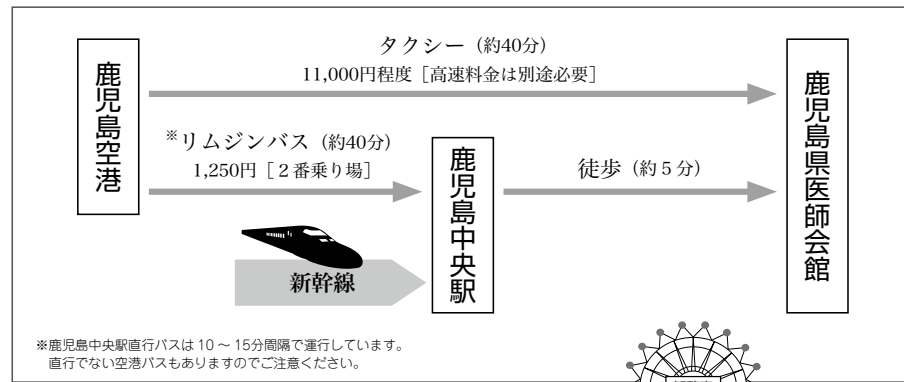 鹿児島空港
タクシー（約40分）
11,000円程度［高速料金は別途必要］
※リムジンバス（約40分）
1,250円［２番乗り場］
鹿児島中央駅
徒歩（約５分）
鹿児島県医師会館
新幹線
※鹿児島中央駅直行バスは 10 ～ 15分間隔で運行しています。
直行でない空港バスもありますのでご注意ください。